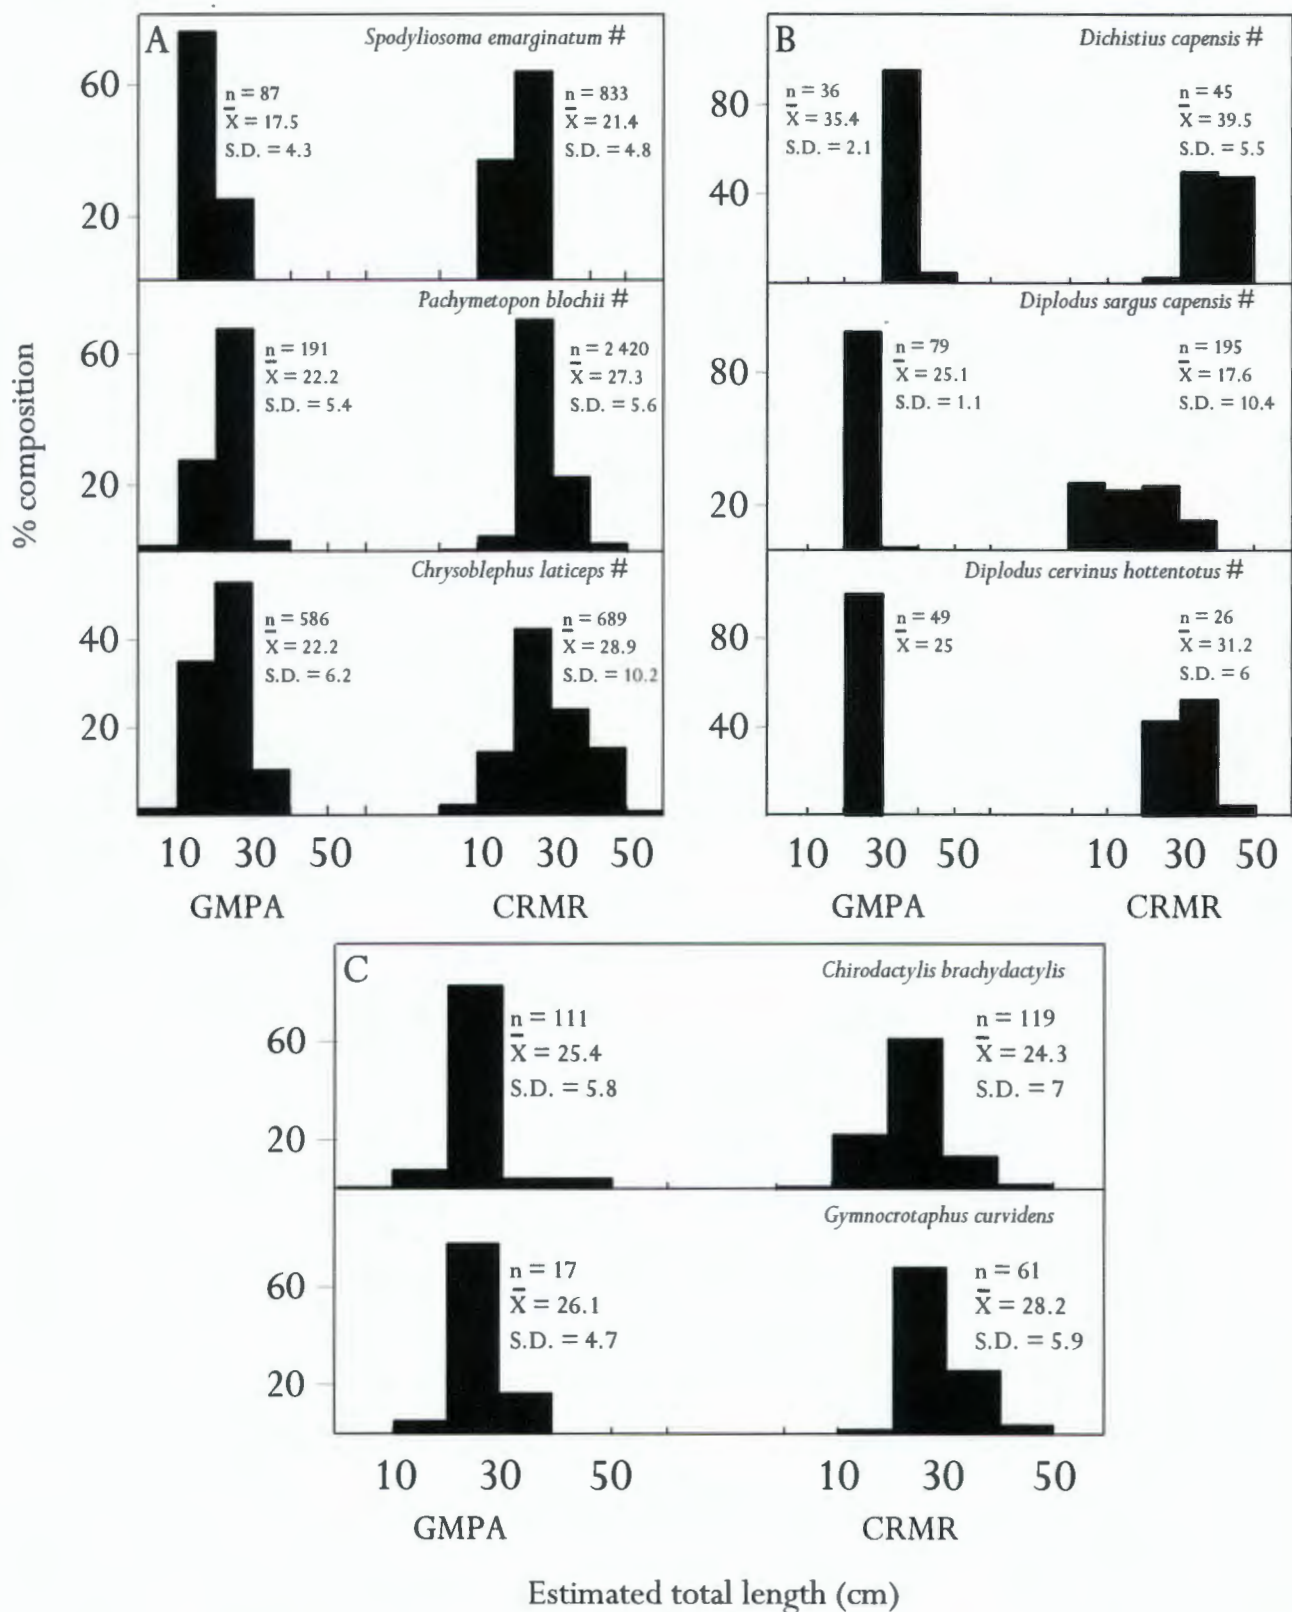 % composition
A
Spodyliosoma emarginatum #
60
20
n = 87
X̄ = 17.5
S.D. = 4.3
n = 833
X̄ = 21.4
S.D. = 4.8
Pachymetopon blochii #
60
20
n = 191
X̄ = 22.2
S.D. = 5.4
n = 2 420
X̄ = 27.3
S.D. = 5.6
Chrysoblephus laticeps #
40
20
n = 586
X̄ = 22.2
S.D. = 6.2
n = 689
X̄ = 28.9
S.D. = 10.2
10 30 50 10 30 50
GMPA CRMR
B
Dichistius capensis #
80
40
n = 36
X̄ = 35.4
S.D. = 2.1
n = 45
X̄ = 39.5
S.D. = 5.5
Diplodus sargus capensis #
80
20
n = 79
X̄ = 25.1
S.D. = 1.1
n = 195
X̄ = 17.6
S.D. = 10.4
Diplodus cervinus hottentotus #
80
40
n = 49
X̄ = 25
n = 26
X̄ = 31.2
S.D. = 6
10 30 50 10 30 50
GMPA CRMR
C
Chirodactylis brachydactylis
60
20
n = 111
X̄ = 25.4
S.D. = 5.8
n = 119
X̄ = 24.3
S.D. = 7
Gymnocrotaphus curvidens
60
20
n = 17
X̄ = 26.1
S.D. = 4.7
n = 61
X̄ = 28.2
S.D. = 5.9
10 30 50 10 30 50
GMPA CRMR
Estimated total length (cm)